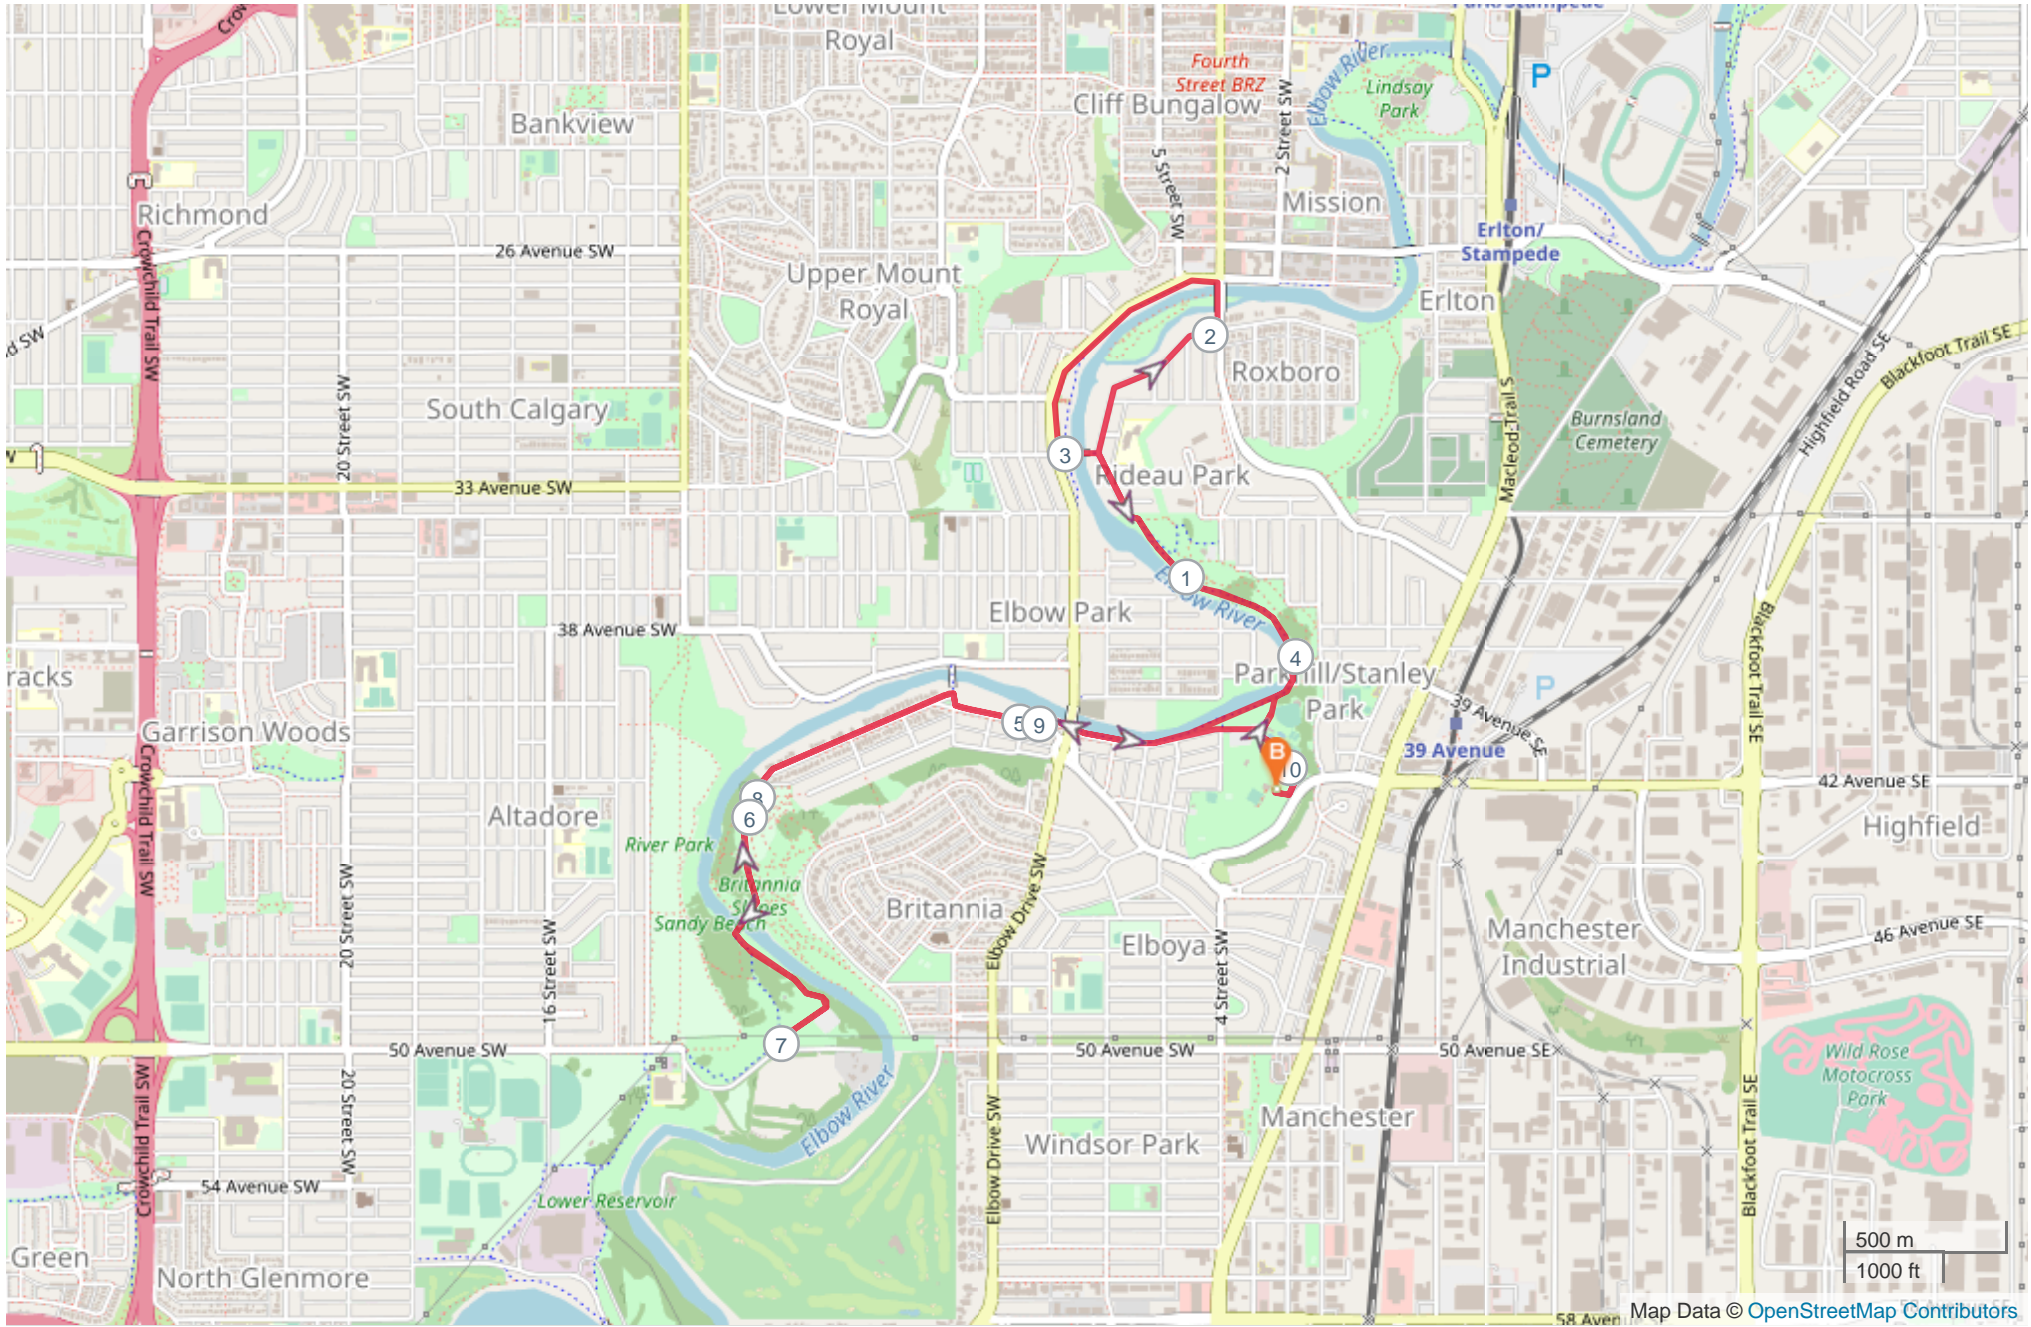 Crow
Lower Mount
Royal
Park/Stampede
Fourth
Street BRZ
Cliff Bungalow
Elbow River
Lindsay
Park
P
Bankview
5 Street SW
2 Street SW
Mission
Richmond
26 Avenue SW
Erlton/
Stampede
Upper Mount
Royal
Erlton
Crowchild Trail SW
2
Roxboro
Blackfoot Trail SE
Highfield Road SE
South Calgary
20 Street SW
Macleod Trail S
Burnsland
Cemetery
3
Rideau Park
33 Avenue SW
1
Elbow River
Elbow Park
38 Avenue SW
4
Parkhill/Stanley
Park
Blackfoot Trail SE
racks
P
39 Avenue SE
Garrison Woods
5
9
39 Avenue
B
10
42 Avenue SE
Crowchild Trail SW
8
6
Altadore
River Park
Highfield
Britannia
Slopes
Sandy Beach
Britannia
Elbow Drive SW
20 Street SW
16 Street SW
Elboya
4 Street SW
Manchester
Industrial
46 Avenue SE
7
50 Avenue SW
50 Avenue SW
50 Avenue SE
Wild Rose
Motocross
Park
Elbow River
Crowchild Trail SW
20 Street SW
Elbow Drive SW
Windsor Park
Manchester
Blackfoot Trail SE
54 Avenue SW
Lower Reservoir
Green
North Glenmore
500 m
1000 ft
Map Data © OpenStreetMap Contributors